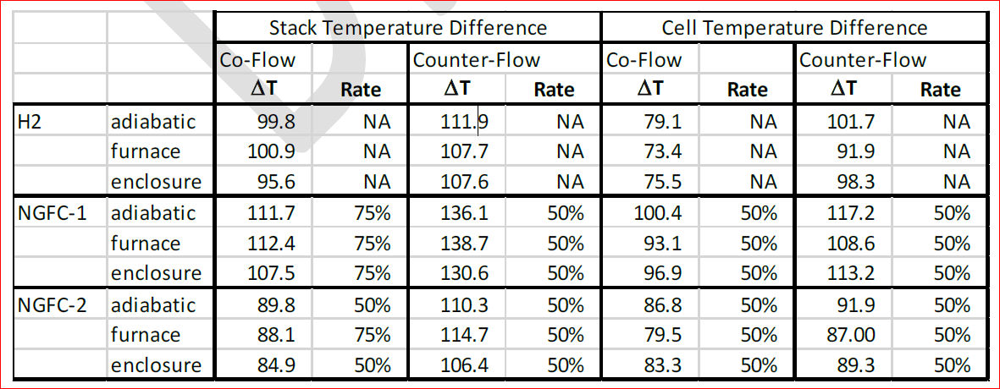 Stack Temperature Difference Cell Temperature Difference
Co-Flow Counter-Flow Co-Flow Counter-Flow
ΔT Rate ΔT Rate ΔT Rate ΔT Rate
H2 adiabatic 99.8 NA 111.9 NA 79.1 NA 101.7 NA
furnace 100.9 NA 107.7 NA 73.4 NA 91.9 NA
enclosure 95.6 NA 107.6 NA 75.5 NA 98.3 NA
NGFC-1 adiabatic 111.7 75% 136.1 50% 100.4 50% 117.2 50%
furnace 112.4 75% 138.7 50% 93.1 50% 108.6 50%
enclosure 107.5 75% 130.6 50% 96.9 50% 113.2 50%
NGFC-2 adiabatic 89.8 50% 110.3 50% 86.8 50% 91.9 50%
furnace 88.1 75% 114.7 50% 79.5 50% 87.00 50%
enclosure 84.9 50% 106.4 50% 83.3 50% 89.3 50%